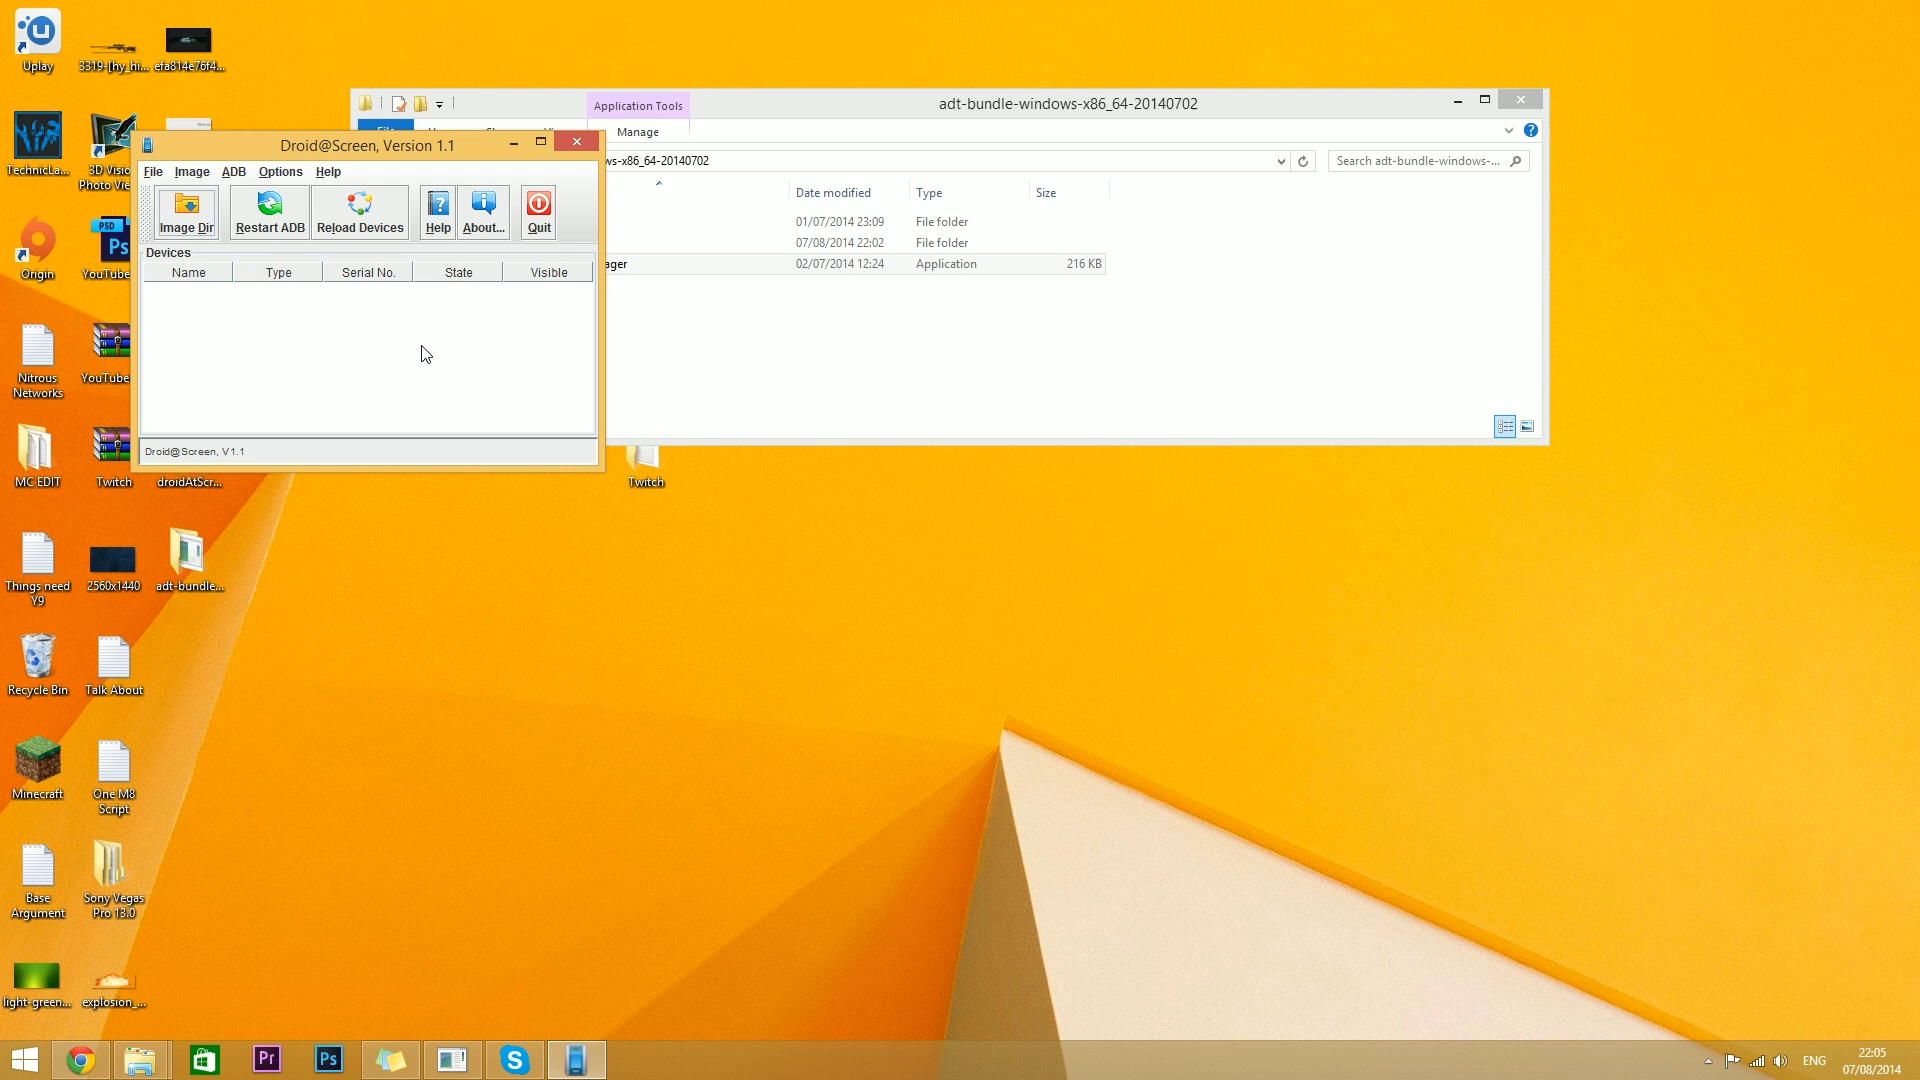 Uplay
3319-[hy_hi...
efa814e76f4...
TechnicLa...
3D Visio
Photo Vie
Origin
PSD
Ps
YouTube
Nitrous
Networks
YouTube
MC EDIT
Twitch
droidAtScr...
Things need
Y9
2560x1440
adt-bundle...
Recycle Bin
Talk About
Minecraft
One M8
Script
Base
Argument
Sony Vegas
Pro 13.0
light-green...
explosion_...
Twitch
Droid@Screen, Version 1.1
File Image ADB Options Help
Image Dir
Restart ADB
Reload Devices
Help
About...
Quit
Devices
Name Type Serial No. State Visible
Droid@Screen, V1.1
Application Tools
adt-bundle-windows-x86_64-20140702
Manage
ws-x86_64-20140702
Search adt-bundle-windows-...
Date modified Type Size
01/07/2014 23:09 File folder
07/08/2014 22:02 File folder
ager 02/07/2014 12:24 Application 216 KB
Pr
Ps
ENG
22:05
07/08/2014